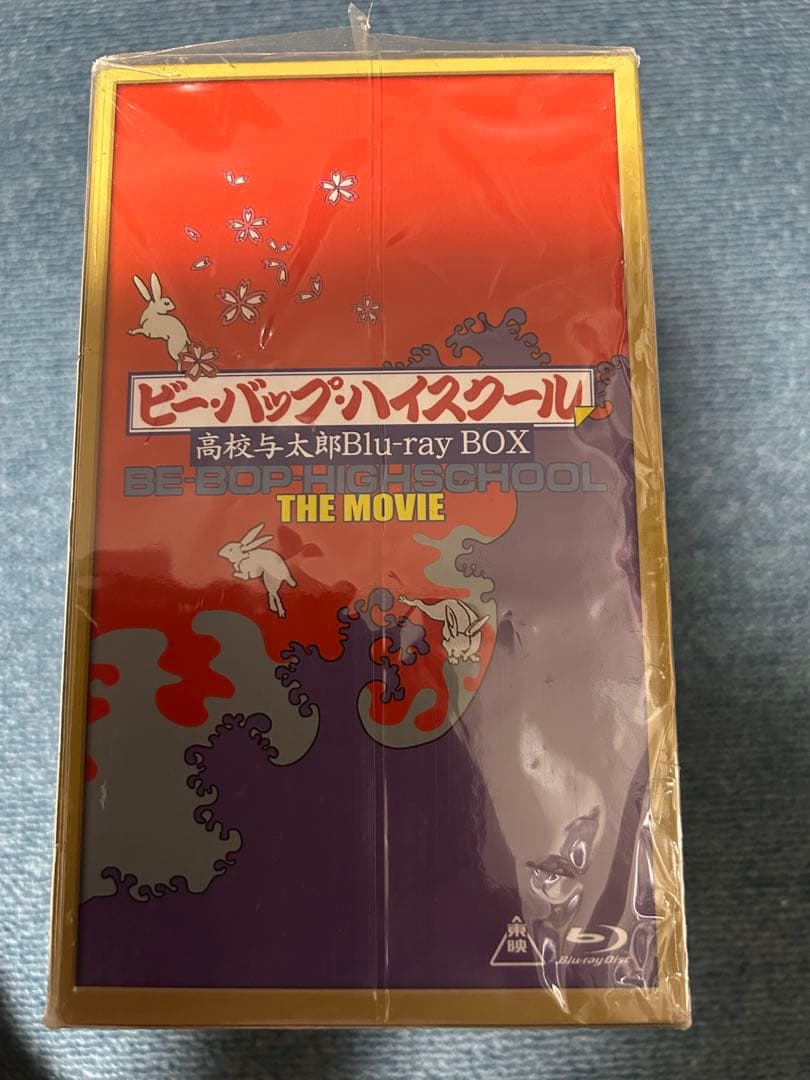 ビー・バップ・ハイスクール
高校与太郎Blu-ray BOX
BE-BOP-HIGHSCHOOL
THE MOVIE
東映
Blu-ray Disc